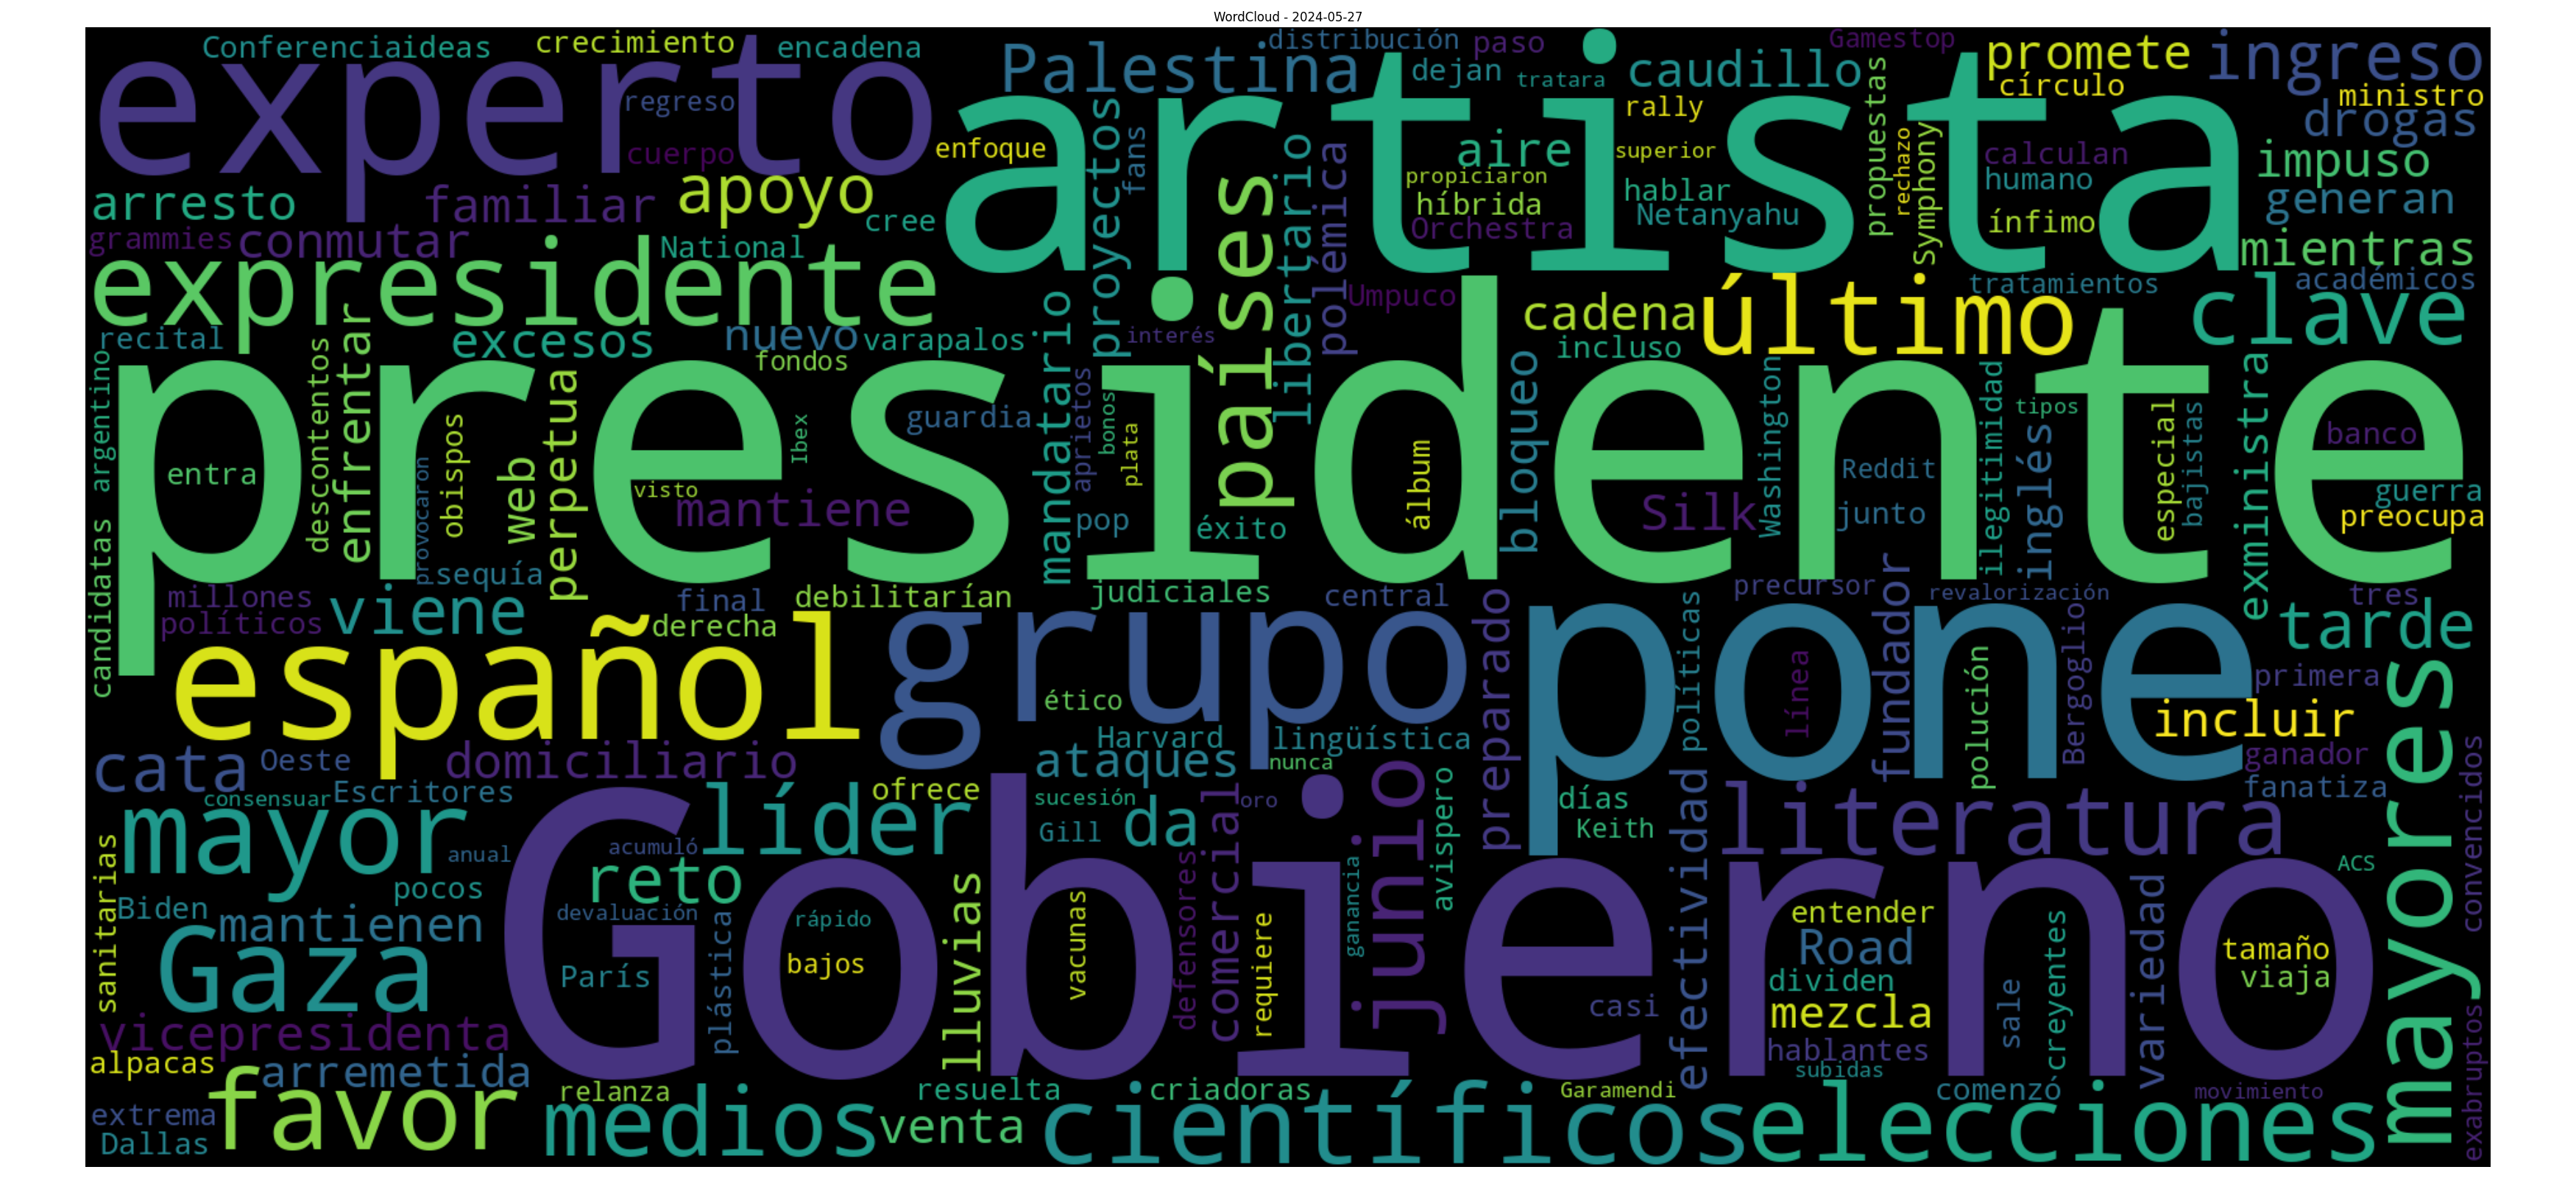 WordCloud - 2024-05-27
Conferenciaideas
crecimiento
encadena
experto
regreso
cuerpo
Palestina
distribución
paso
dejan
tratara
caudillo
Gamestop
promete
círculo
ingreso
ministro
drogas
artista
enfoque
fans
proyectos
aire
rally
superior
propiciaron
híbrida
hablar
Netanyahu
Orchestra
propuestas
rechazo
Symphony
calculan
humano
ínfimo
impuso
generan
mientras
arresto
familiar
apoyo
cree
grammies
conmutar
National
expresidente
países
libertario
polémica
Umpuco
interés
tratamientos
académicos
recital
excesos
nuevo
varapalos
fondos
mandatario
cadena
incluso
último
clave
presidente
candidatas
argentino
entra
descontentos
enfrentar
provocaron
obispos
web
perpetua
visto
mantiene
Ibex
guardia
aprietos
bonos
plata
pop
éxito
álbum
bloqueo
Silk
Washington
Reddit
junto
ilegitimidad
tipos
inglés
especial
bajistas
exministra
banco
guerra
preocupa
psequía
millones
políticos
viene
final
debilitarían
derecha
judiciales
central
precursor
revalorización
tres
tarde
español
grupo
ético
preparado
pone
políticas
línea
fundador
polución
Bergoglio
primera
incluir
ganador
fanatiza
mayores
convencidos
cata
Oeste
domiciliario
Harvard
lingüística
ataques
nunca
consensuar
Escritores
ofrece
sucesión
oro
Gill
da
comercial
junio
avispero
días
Keith
efectividad
literatura
mayor
anual
acumuló
líder
reto
pocos
sanitarias
Biden
mantienen
Gaza
devaluación
rápido
París
bajos
plástica
lluvias
vacunas
defensores
requiere
ganancia
Gobierno
casi
entender
Road
dividen
mezcla
hablantes
subidas
sale
creyentes
variedad
ACS
tamaño
viaja
vicepresidenta
alpacas
arremetida
extrema
Dallas
favor
relanza
medios
resuelta
venta
criadoras
científicos
Garamendi
comenzó
movimiento
elecciones
exabruptos